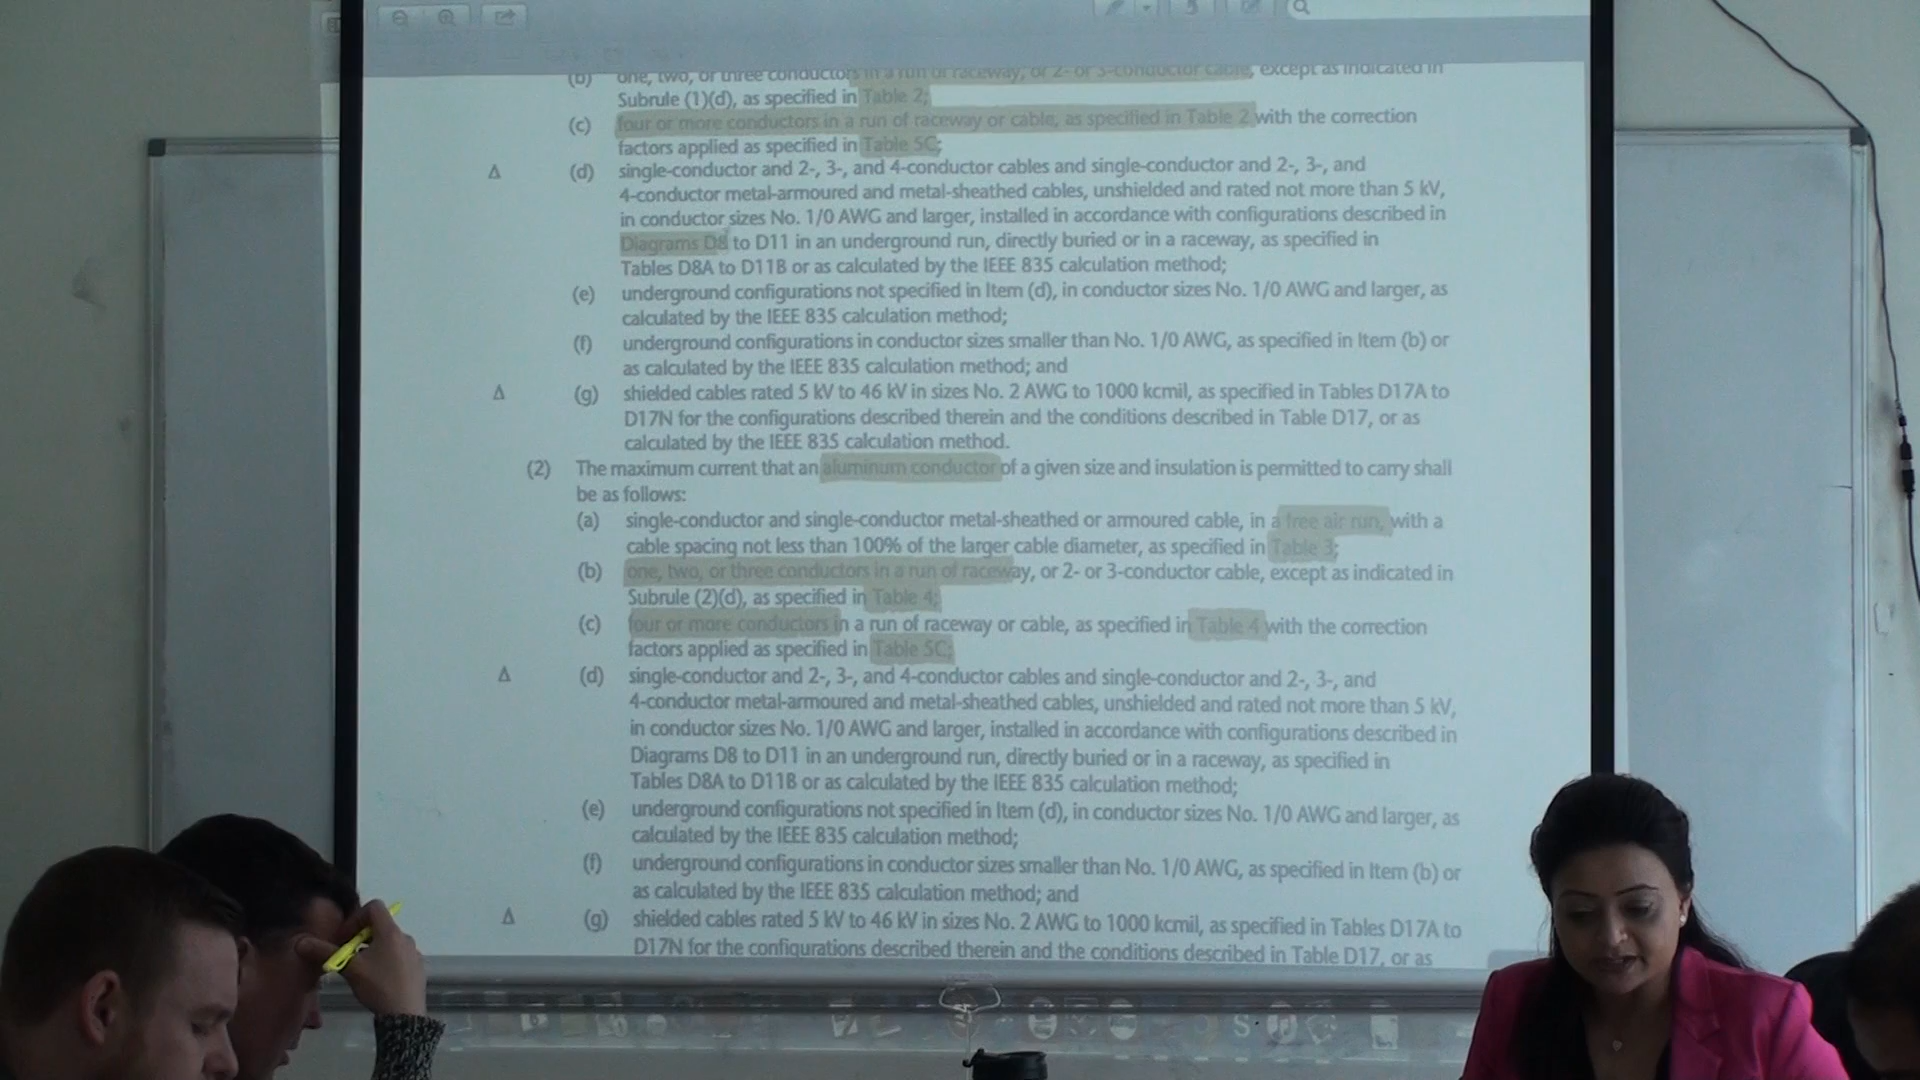 (b) one, two, or three conductors in a run of raceway, or 2- or 3-conductor cable, except as indicated in
Subrule (1)(d), as specified in Table 2;
(c) four or more conductors in a run of raceway or cable, as specified in Table 2 with the correction
factors applied as specified in Table 5C;
Δ (d) single-conductor and 2-, 3-, and 4-conductor cables and single-conductor and 2-, 3-, and
4-conductor metal-armoured and metal-sheathed cables, unshielded and rated not more than 5 kV,
in conductor sizes No. 1/0 AWG and larger, installed in accordance with configurations described in
Diagrams D8 to D11 in an underground run, directly buried or in a raceway, as specified in
Tables D8A to D11B or as calculated by the IEEE 835 calculation method;
(e) underground configurations not specified in Item (d), in conductor sizes No. 1/0 AWG and larger, as
calculated by the IEEE 835 calculation method;
(f) underground configurations in conductor sizes smaller than No. 1/0 AWG, as specified in Item (b) or
as calculated by the IEEE 835 calculation method; and
Δ (g) shielded cables rated 5 kV to 46 kV in sizes No. 2 AWG to 1000 kcmil, as specified in Tables D17A to
D17N for the configurations described therein and the conditions described in Table D17, or as
calculated by the IEEE 835 calculation method.
(2) The maximum current that an aluminum conductor of a given size and insulation is permitted to carry shall
be as follows:
(a) single-conductor and single-conductor metal-sheathed or armoured cable, in a free air run, with a
cable spacing not less than 100% of the larger cable diameter, as specified in Table 3;
(b) one, two, or three conductors in a run of raceway, or 2- or 3-conductor cable, except as indicated in
Subrule (2)(d), as specified in Table 4;
(c) four or more conductors in a run of raceway or cable, as specified in Table 4 with the correction
factors applied as specified in Table 5C;
Δ (d) single-conductor and 2-, 3-, and 4-conductor cables and single-conductor and 2-, 3-, and
4-conductor metal-armoured and metal-sheathed cables, unshielded and rated not more than 5 kV,
in conductor sizes No. 1/0 AWG and larger, installed in accordance with configurations described in
Diagrams D8 to D11 in an underground run, directly buried or in a raceway, as specified in
Tables D8A to D11B or as calculated by the IEEE 835 calculation method;
(e) underground configurations not specified in Item (d), in conductor sizes No. 1/0 AWG and larger, as
calculated by the IEEE 835 calculation method;
(f) underground configurations in conductor sizes smaller than No. 1/0 AWG, as specified in Item (b) or
as calculated by the IEEE 835 calculation method; and
Δ (g) shielded cables rated 5 kV to 46 kV in sizes No. 2 AWG to 1000 kcmil, as specified in Tables D17A to
D17N for the configurations described therein and the conditions described in Table D17, or as